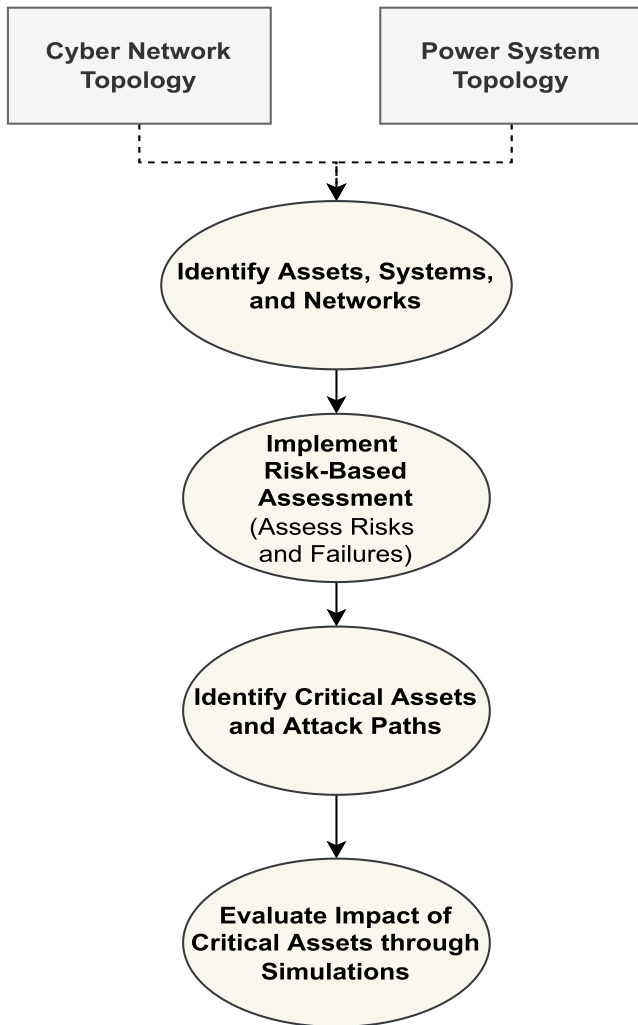 Cyber Network
Topology
Power System
Topology
Identify Assets, Systems,
and Networks
Implement
Risk-Based
Assessment
(Assess Risks
and Failures)
Identify Critical Assets
and Attack Paths
Evaluate Impact of
Critical Assets through
Simulations